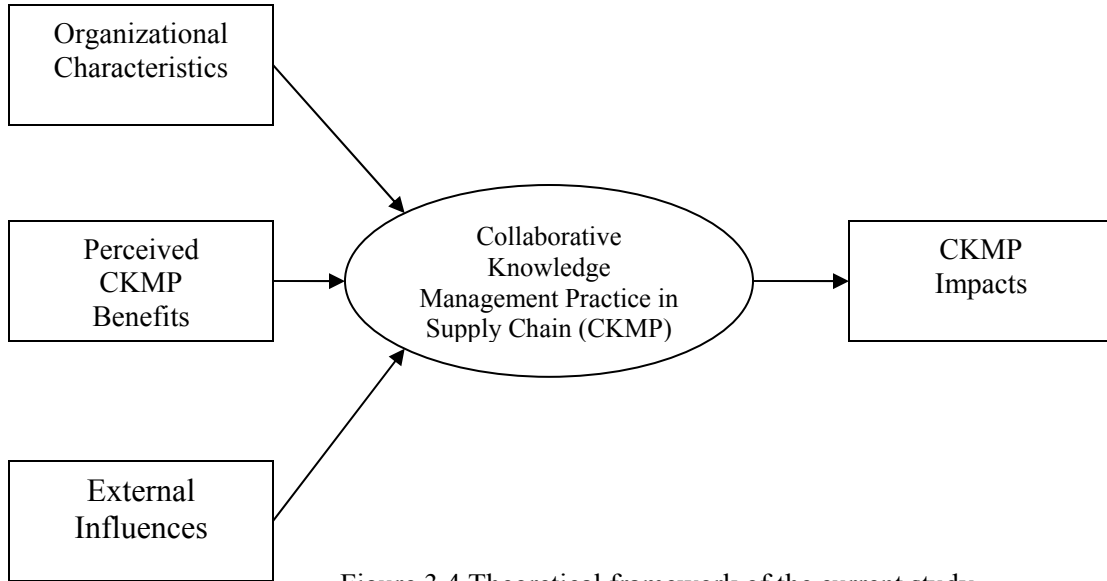 Organizational
Characteristics
Perceived
CKMP
Benefits
External
Influences
Collaborative
Knowledge
Management Practice in
Supply Chain (CKMP)
CKMP
Impacts
Figure 3.4 Theoretical framework of the current study